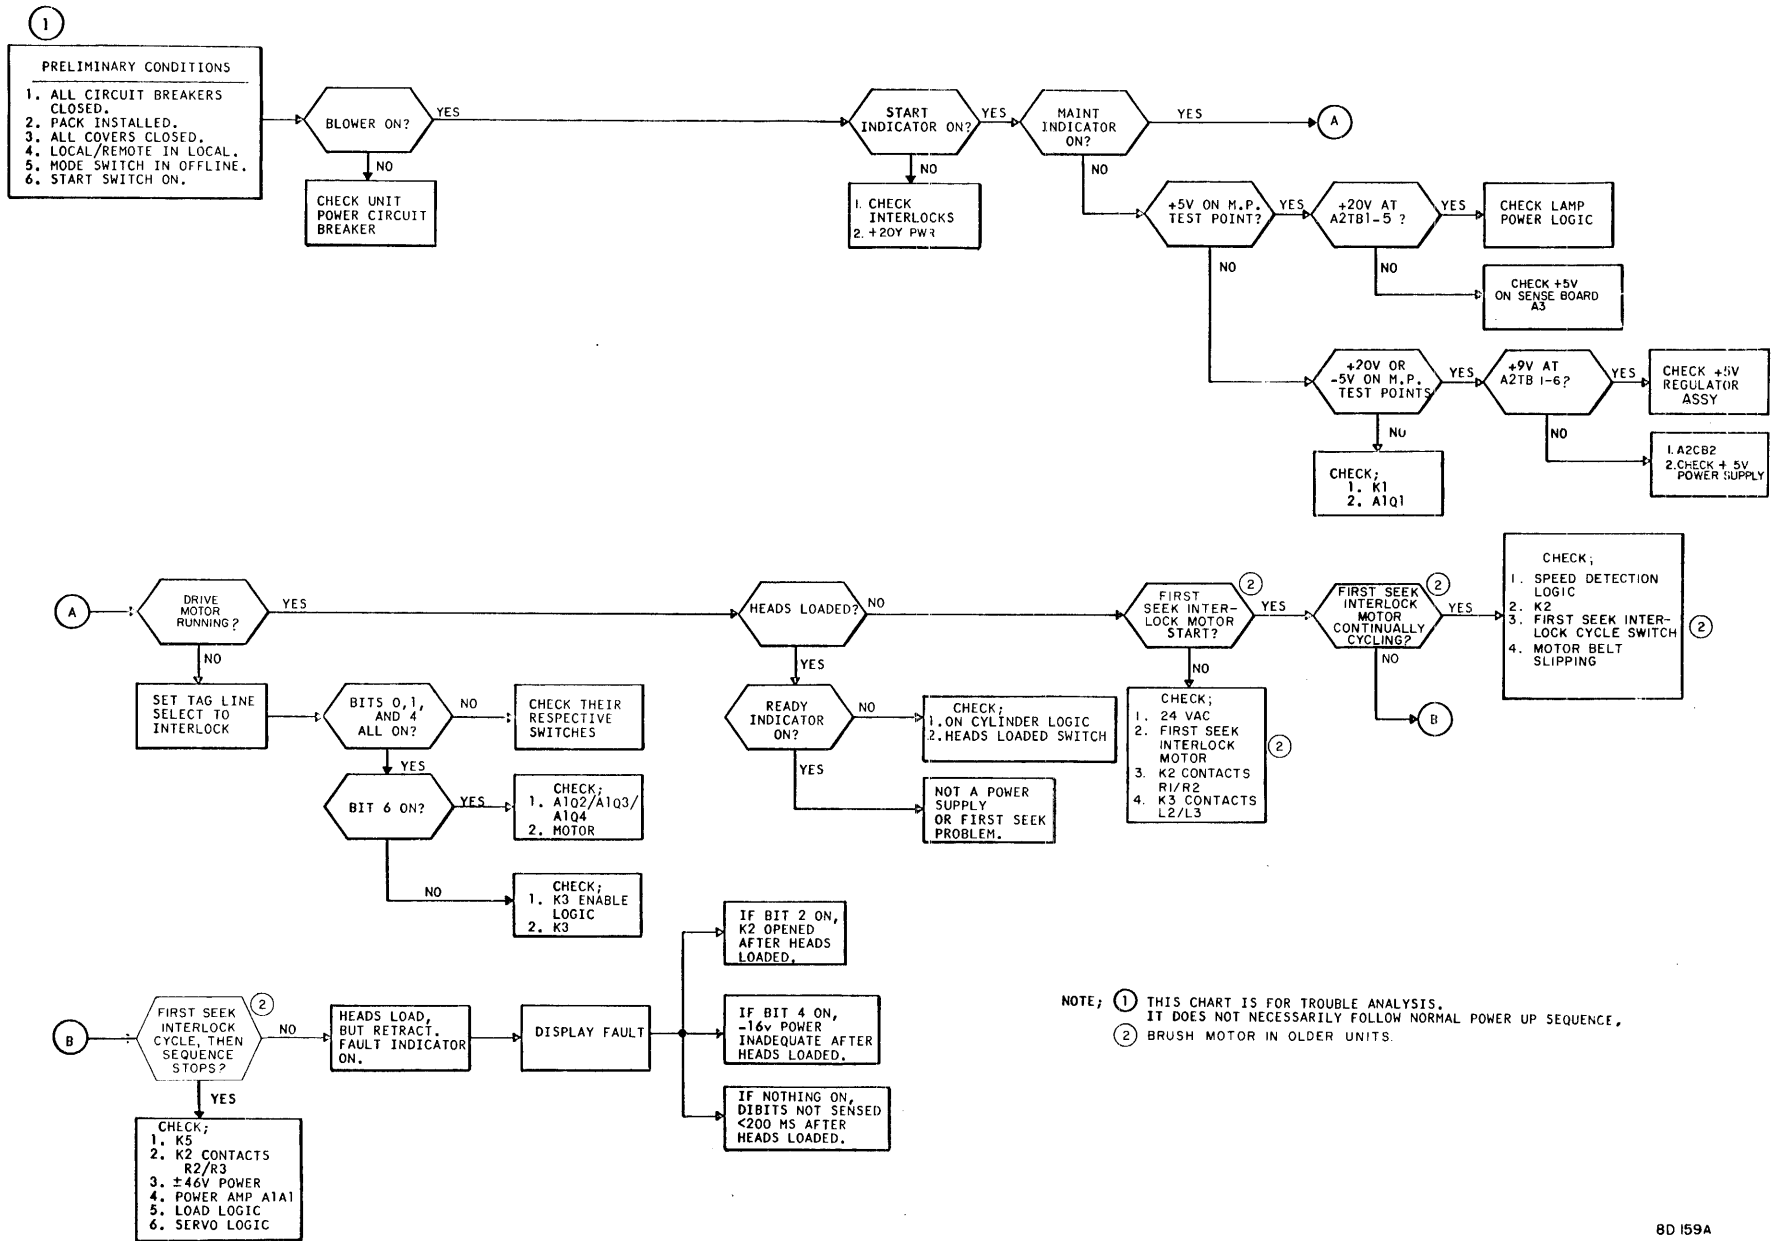 1
PRELIMINARY CONDITIONS
1. ALL CIRCUIT BREAKERS
CLOSED.
2. PACK INSTALLED.
3. ALL COVERS CLOSED.
4. LOCAL/REMOTE IN LOCAL.
5. MODE SWITCH IN OFFLINE.
6. START SWITCH ON.
BLOWER ON?
YES
NO
CHECK UNIT
POWER CIRCUIT
BREAKER
START
INDICATOR ON?
YES
NO
1. CHECK
INTERLOCKS
2. +20Y PWR
MAINT
INDICATOR
ON?
YES
A
NO
+5V ON M.P.
TEST POINT?
YES
+20V AT
A2TB1-5 ?
YES
CHECK LAMP
POWER LOGIC
NO
NO
CHECK +5V
ON SENSE BOARD
A3
+20V OR
-5V ON M.P.
TEST POINTS
YES
+9V AT
A2TB 1-6?
YES
CHECK +5V
REGULATOR
ASSY
NO
NO
1. A2CB2
2. CHECK + 5V
POWER SUPPLY
CHECK;
1. K1
2. A1Q1
A
DRIVE
MOTOR
RUNNING?
YES
HEADS LOADED?
NO
FIRST
SEEK INTER-
LOCK MOTOR
START?
2
YES
FIRST SEEK
INTERLOCK
MOTOR
CONTINUALLY
CYCLING?
2
YES
CHECK;
1. SPEED DETECTION
LOGIC
2. K2
3. FIRST SEEK INTER-
LOCK CYCLE SWITCH
4. MOTOR BELT
SLIPPING
2
NO
SET TAG LINE
SELECT TO
INTERLOCK
BITS 0,1,
AND 4
ALL ON?
NO
CHECK THEIR
RESPECTIVE
SWITCHES
YES
BIT 6 ON?
YES
CHECK;
1. A1Q2/A1Q3/
A1Q4
2. MOTOR
NO
CHECK;
1. K3 ENABLE
LOGIC
2. K3
YES
READY
INDICATOR
ON?
NO
CHECK;
1. ON CYLINDER LOGIC
2. HEADS LOADED SWITCH
YES
NOT A POWER
SUPPLY
OR FIRST SEEK
PROBLEM.
NO
CHECK;
1. 24 VAC
2. FIRST SEEK
INTERLOCK
MOTOR
3. K2 CONTACTS
R1/R2
4. K3 CONTACTS
L2/L3
2
NO
B
B
FIRST SEEK
INTERLOCK
CYCLE, THEN
SEQUENCE
STOPS?
2
NO
HEADS LOAD,
BUT RETRACT.
FAULT INDICATOR
ON.
DISPLAY FAULT
IF BIT 2 ON,
K2 OPENED
AFTER HEADS
LOADED.
IF BIT 4 ON,
-16v POWER
INADEQUATE AFTER
HEADS LOADED.
IF NOTHING ON,
DIBITS NOT SENSED
<200 MS AFTER
HEADS LOADED.
YES
CHECK;
1. K5
2. K2 CONTACTS
R2/R3
3. ±46V POWER
4. POWER AMP A1A1
5. LOAD LOGIC
6. SERVO LOGIC
NOTE; 1 THIS CHART IS FOR TROUBLE ANALYSIS.
IT DOES NOT NECESSARILY FOLLOW NORMAL POWER UP SEQUENCE.
2 BRUSH MOTOR IN OLDER UNITS.
8D 159A